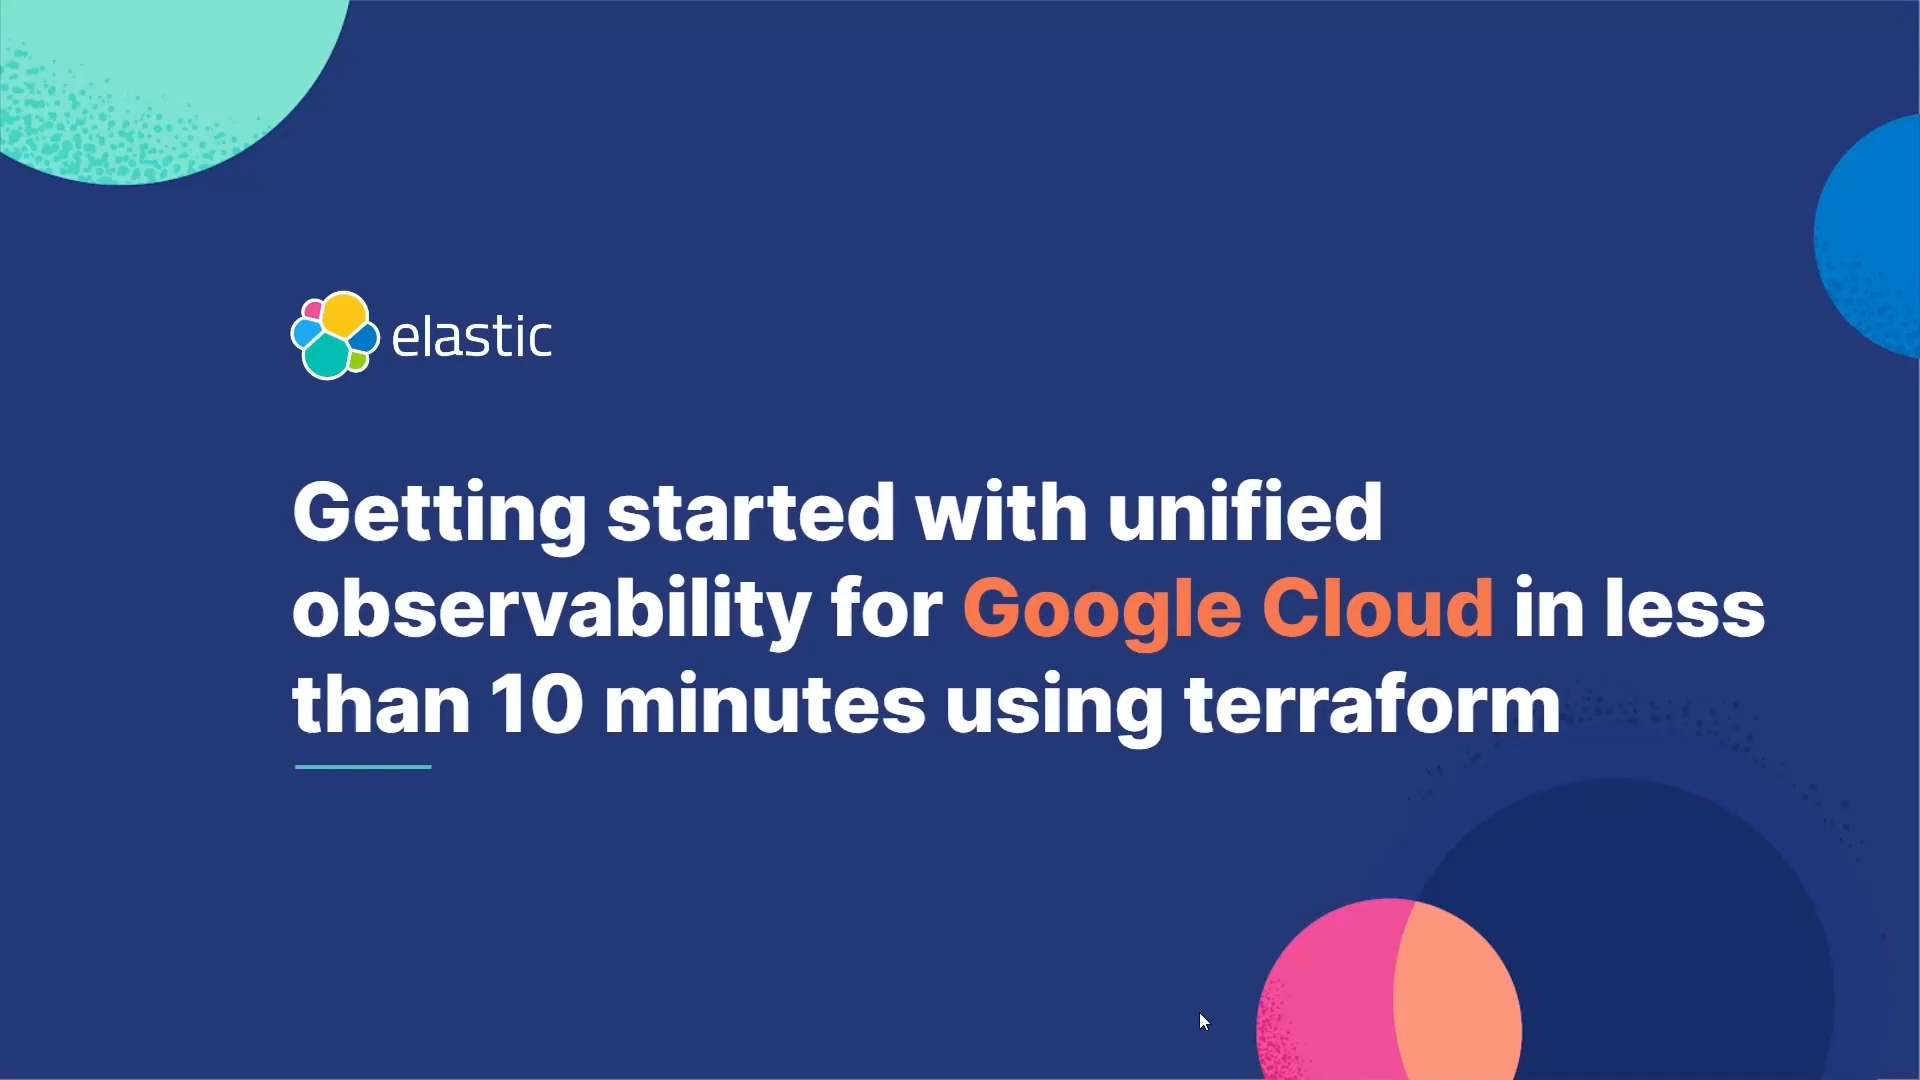 elastic
Getting started with unified
observability for Google Cloud in less
than 10 minutes using terraform